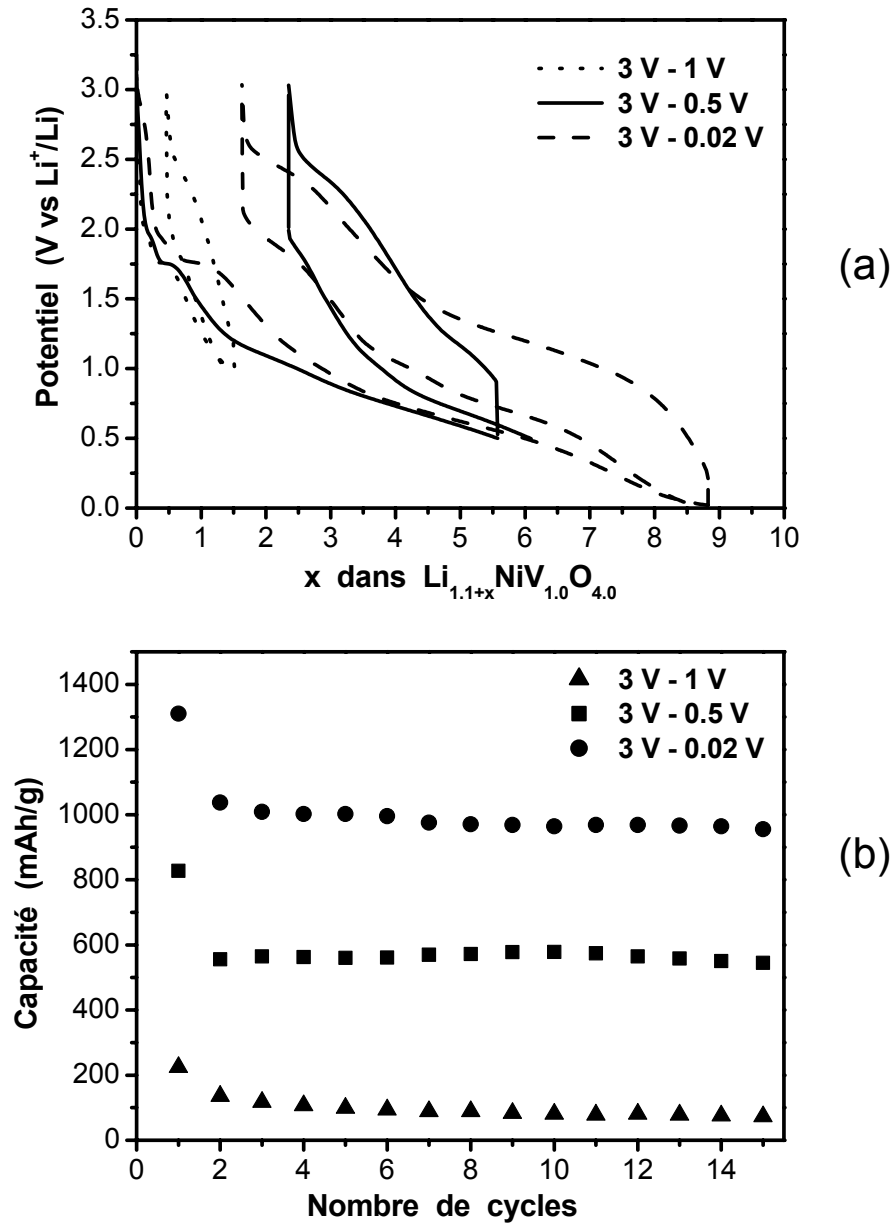 3.5
3.0
2.5
2.0
1.5
1.0
0.5
0.0
Potentiel (V vs Li⁺/Li)
3 V - 1 V
3 V - 0.5 V
3 V - 0.02 V
(a)
0 1 2 3 4 5 6 7 8 9 10
x dans Li₁.₁₊ₓNiV₁.₀O₄.₀
1400
1200
1000
800
600
400
200
0
Capacité (mAh/g)
3 V - 1 V
3 V - 0.5 V
3 V - 0.02 V
(b)
0 2 4 6 8 10 12 14
Nombre de cycles